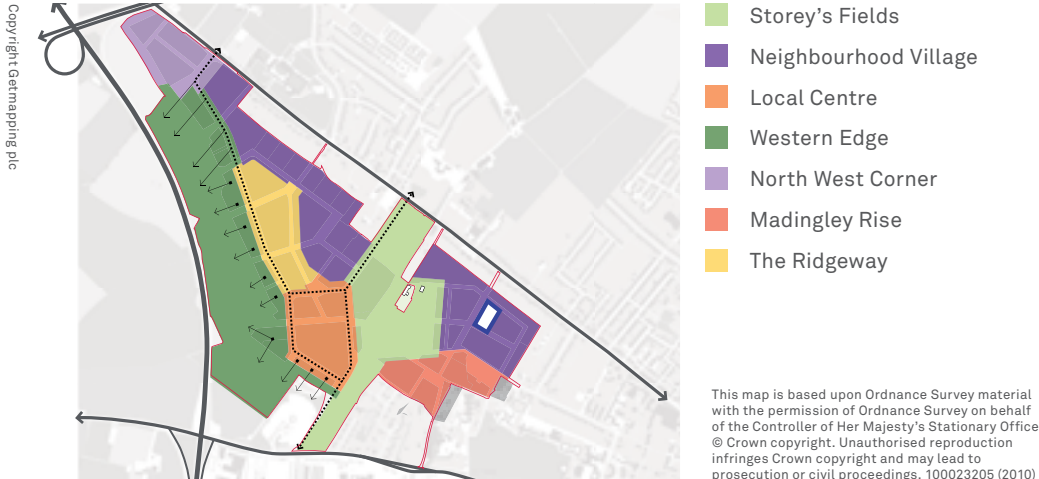 Copyright Getmapping plc
Storey's Fields
Neighbourhood Village
Local Centre
Western Edge
North West Corner
Madingley Rise
The Ridgeway
This map is based upon Ordnance Survey material
with the permission of Ordnance Survey on behalf
of the Controller of Her Majesty's Stationary Office
© Crown copyright. Unauthorised reproduction
infringes Crown copyright and may lead to
prosecution or civil proceedings. 100023205 (2010)